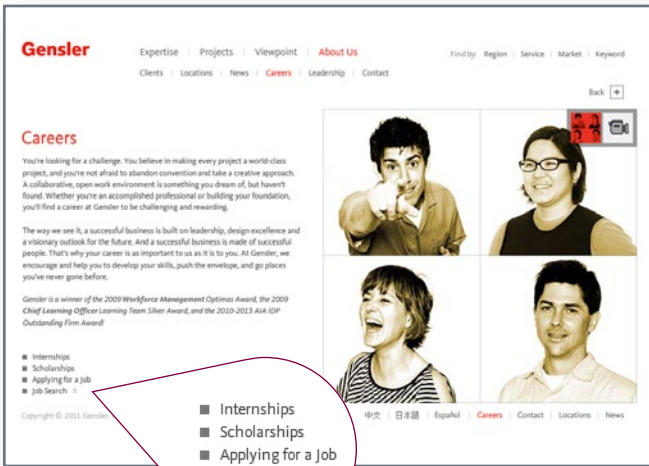 Gensler
Expertise | Projects | Viewpoint | About Us
Find by: Region | Service | Market | Keyword
Clients | Locations | News | Careers | Leadership | Contact
Back +
Careers
You're looking for a challenge. You believe in making every project a world-class
project, and you're not afraid to abandon convention and take a creative approach.
A collaborative, open work environment is something you dream of, but haven't
found. Whether you're an accomplished professional or building your foundation,
you'll find a career at Gensler to be challenging and rewarding.
The way we see it, a successful business is built on leadership, design excellence and
a visionary outlook for the future. And a successful business is made of successful
people. That's why your career is as important to us as it is to you. At Gensler, we
encourage and help you to develop your skills, push the envelope, and go places
you've never gone before.
Gensler is a winner of the 2009 Workforce Management Optimas Award, the 2009
Chief Learning Officer Learning Team Silver Award, and the 2010-2013 AIA IDP
Outstanding Firm Award!
Internships
Scholarships
Applying for a Job
Job Search
Internships
Scholarships
Applying for a Job
Copyright © 2011 Gensler.
中文 | 日本語 | Español | Careers | Contact | Locations | News